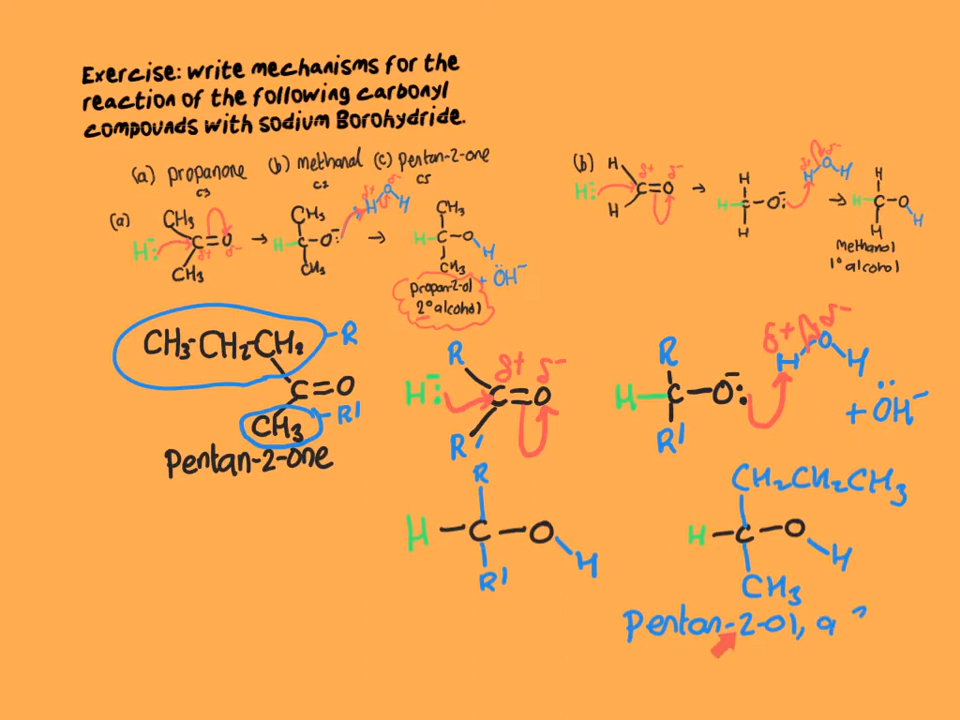 Exercise: write mechanisms for the
reaction of the following carbonyl
compounds with sodium Borohydride.
(a) propanone (b) methanal (c) pentan-2-one
C3 C1 C5
(a)
CH3
H:⁻ C=O δ+ δ-
CH3
→
CH3
H-C-O:⁻
CH3
δ+ δ-
H O H
→
CH3
H-C-O
H
CH3
propan-2-ol
2° alcohol
+ ÖH⁻
(b)
H
H:⁻ C=O δ+ δ-
H
→
H
H-C-O:⁻
H
δ+ δ-
H O H
→
H
H-C-O
H
H
Methanol
1° alcohol
CH3-CH2-CH2 -R
C=O
CH3 -R'
Pentan-2-one
R
H:⁻ C=O δ+ δ-
R'
R
H-C-O:⁻
R'
δ+ δ-
H O H
+ ÖH⁻
R
H-C-O
H
R'
CH2CH2CH3
H-C-O
H
CH3
Pentan-2-ol, a